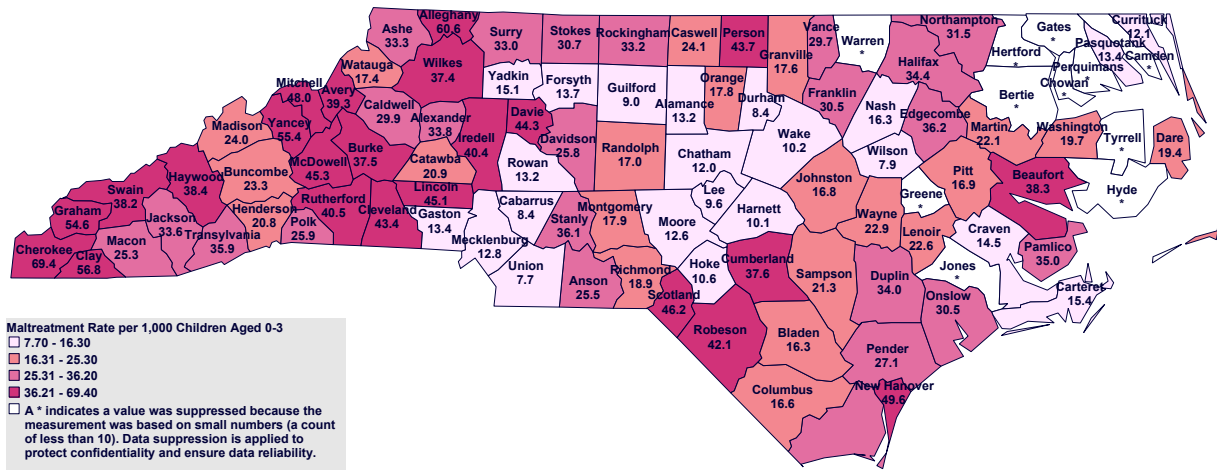 Alleghany
60.6
Ashe
33.3
Surry
33.0
Stokes
30.7
Rockingham
33.2
Caswell
24.1
Person
43.7
Granville
17.6
Vance
29.7
Warren
*
Northampton
31.5
Gates
*
Currituck
12.1
Pasquotank
13.4
Camden
*
Perquimans
*
Chowan
*
Hertford
*
Halifax
34.4
Bertie
*
Watauga
17.4
Wilkes
37.4
Yadkin
15.1
Forsyth
13.7
Guilford
9.0
Alamance
13.2
Orange
17.8
Durham
8.4
Franklin
30.5
Nash
16.3
Edgecombe
36.2
Martin
22.1
Washington
19.7
Tyrrell
*
Dare
19.4
Mitchell
48.0
Avery
39.3
Caldwell
29.9
Alexander
33.8
Iredell
40.4
Davie
44.3
Davidson
25.8
Randolph
17.0
Chatham
12.0
Wake
10.2
Wilson
7.9
Pitt
16.9
Beaufort
38.3
Hyde
*
Madison
24.0
Yancey
55.4
McDowell
45.3
Burke
37.5
Catawba
20.9
Rowan
13.2
Lee
9.6
Johnston
16.8
Greene
*
Haywood
38.4
Buncombe
23.3
Rutherford
40.5
Cleveland
43.4
Lincoln
45.1
Gaston
13.4
Cabarrus
8.4
Stanly
36.1
Montgomery
17.9
Moore
12.6
Harnett
10.1
Wayne
22.9
Lenoir
22.6
Craven
14.5
Pamlico
35.0
Swain
38.2
Graham
54.6
Jackson
33.6
Henderson
20.8
Polk
25.9
Transylvania
35.9
Macon
25.3
Cherokee
69.4
Clay
56.8
Mecklenburg
12.8
Union
7.7
Anson
25.5
Richmond
18.9
Hoke
10.6
Scotland
46.2
Cumberland
37.6
Sampson
21.3
Duplin
34.0
Jones
*
Onslow
30.5
Carteret
15.4
Robeson
42.1
Bladen
16.3
Pender
27.1
Columbus
16.6
New Hanover
49.6
Maltreatment Rate per 1,000 Children Aged 0-3
7.70 - 16.30
16.31 - 25.30
25.31 - 36.20
36.21 - 69.40
A * indicates a value was suppressed because the
measurement was based on small numbers (a count
of less than 10). Data suppression is applied to
protect confidentiality and ensure data reliability.